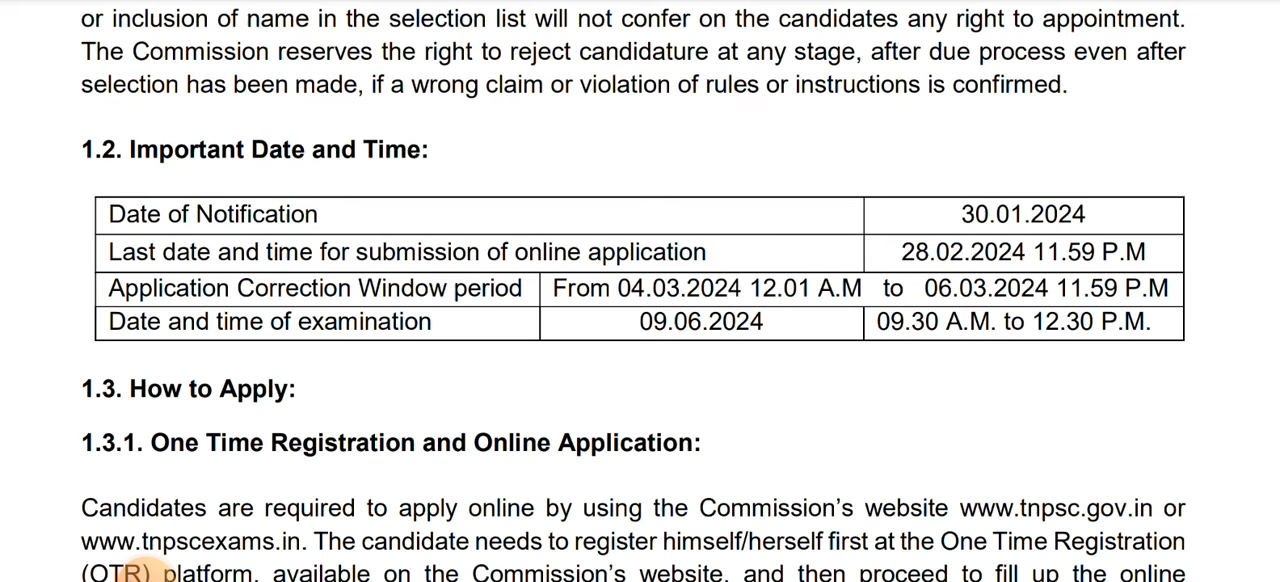 or inclusion of name in the selection list will not confer on the candidates any right to appointment.
The Commission reserves the right to reject candidature at any stage, after due process even after
selection has been made, if a wrong claim or violation of rules or instructions is confirmed.
1.2. Important Date and Time:
Date of Notification 30.01.2024
Last date and time for submission of online application 28.02.2024 11.59 P.M
Application Correction Window period From 04.03.2024 12.01 A.M to 06.03.2024 11.59 P.M
Date and time of examination 09.06.2024 09.30 A.M. to 12.30 P.M.
1.3. How to Apply:
1.3.1. One Time Registration and Online Application:
Candidates are required to apply online by using the Commission's website www.tnpsc.gov.in or
www.tnpscexams.in. The candidate needs to register himself/herself first at the One Time Registration
(OTR) platform, available on the Commission's website, and then proceed to fill up the online